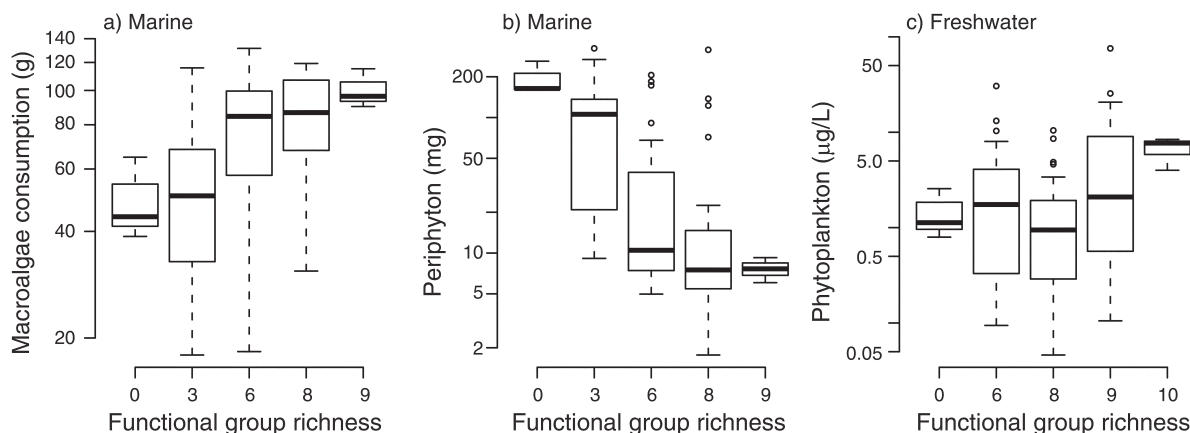 a) Marine
Macroalgae consumption (g)
140
120
100
80
60
40
20
0 3 6 8 9
Functional group richness
b) Marine
Periphyton (mg)
200
50
10
5
2
0 3 6 8 9
Functional group richness
c) Freshwater
Phytoplankton (μg/L)
50
5.0
0.5
0.05
0 6 8 9 10
Functional group richness